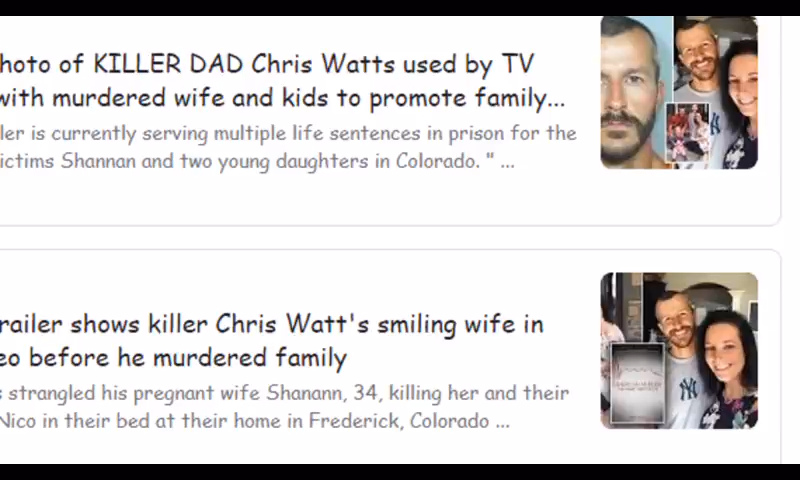 hoto of KILLER DAD Chris Watts used by TV
with murdered wife and kids to promote family...
ler is currently serving multiple life sentences in prison for the
ictims Shannan and two young daughters in Colorado. " ...
railer shows killer Chris Watt's smiling wife in
eo before he murdered family
s strangled his pregnant wife Shanann, 34, killing her and their
Nico in their bed at their home in Frederick, Colorado ...